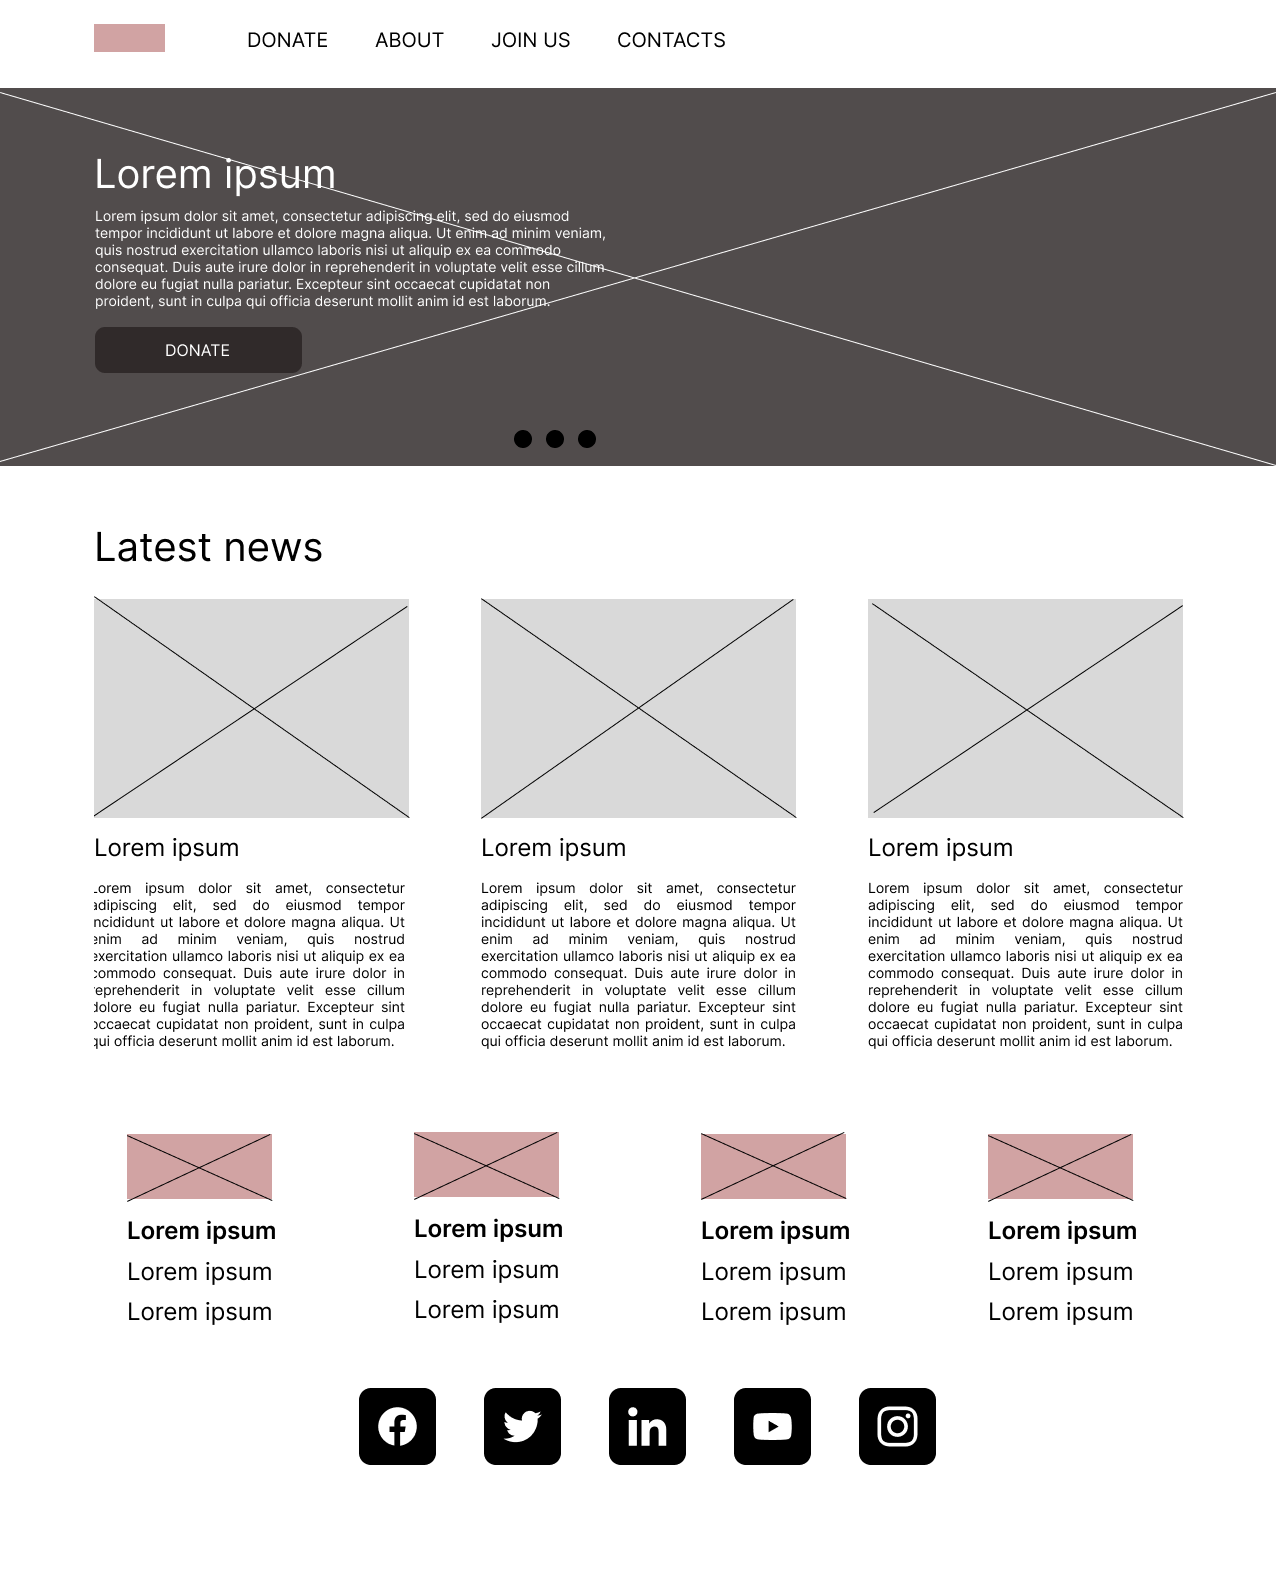 DONATE ABOUT JOIN US CONTACTS
Lorem ipsum
Lorem ipsum dolor sit amet, consectetur adipiscing elit, sed do eiusmod
tempor incididunt ut labore et dolore magna aliqua. Ut enim ad minim veniam,
quis nostrud exercitation ullamco laboris nisi ut aliquip ex ea commodo
consequat. Duis aute irure dolor in reprehenderit in voluptate velit esse cillum
dolore eu fugiat nulla pariatur. Excepteur sint occaecat cupidatat non
proident, sunt in culpa qui officia deserunt mollit anim id est laborum.
DONATE
Latest news
Lorem ipsum
Lorem ipsum dolor sit amet, consectetur
adipiscing elit, sed do eiusmod tempor
incididunt ut labore et dolore magna aliqua. Ut
enim ad minim veniam, quis nostrud
exercitation ullamco laboris nisi ut aliquip ex ea
commodo consequat. Duis aute irure dolor in
reprehenderit in voluptate velit esse cillum
dolore eu fugiat nulla pariatur. Excepteur sint
occaecat cupidatat non proident, sunt in culpa
qui officia deserunt mollit anim id est laborum.
Lorem ipsum
Lorem ipsum dolor sit amet, consectetur
adipiscing elit, sed do eiusmod tempor
incididunt ut labore et dolore magna aliqua. Ut
enim ad minim veniam, quis nostrud
exercitation ullamco laboris nisi ut aliquip ex ea
commodo consequat. Duis aute irure dolor in
reprehenderit in voluptate velit esse cillum
dolore eu fugiat nulla pariatur. Excepteur sint
occaecat cupidatat non proident, sunt in culpa
qui officia deserunt mollit anim id est laborum.
Lorem ipsum
Lorem ipsum dolor sit amet, consectetur
adipiscing elit, sed do eiusmod tempor
incididunt ut labore et dolore magna aliqua. Ut
enim ad minim veniam, quis nostrud
exercitation ullamco laboris nisi ut aliquip ex ea
commodo consequat. Duis aute irure dolor in
reprehenderit in voluptate velit esse cillum
dolore eu fugiat nulla pariatur. Excepteur sint
occaecat cupidatat non proident, sunt in culpa
qui officia deserunt mollit anim id est laborum.
Lorem ipsum
Lorem ipsum
Lorem ipsum
Lorem ipsum
Lorem ipsum
Lorem ipsum
Lorem ipsum
Lorem ipsum
Lorem ipsum
Lorem ipsum
Lorem ipsum
Lorem ipsum